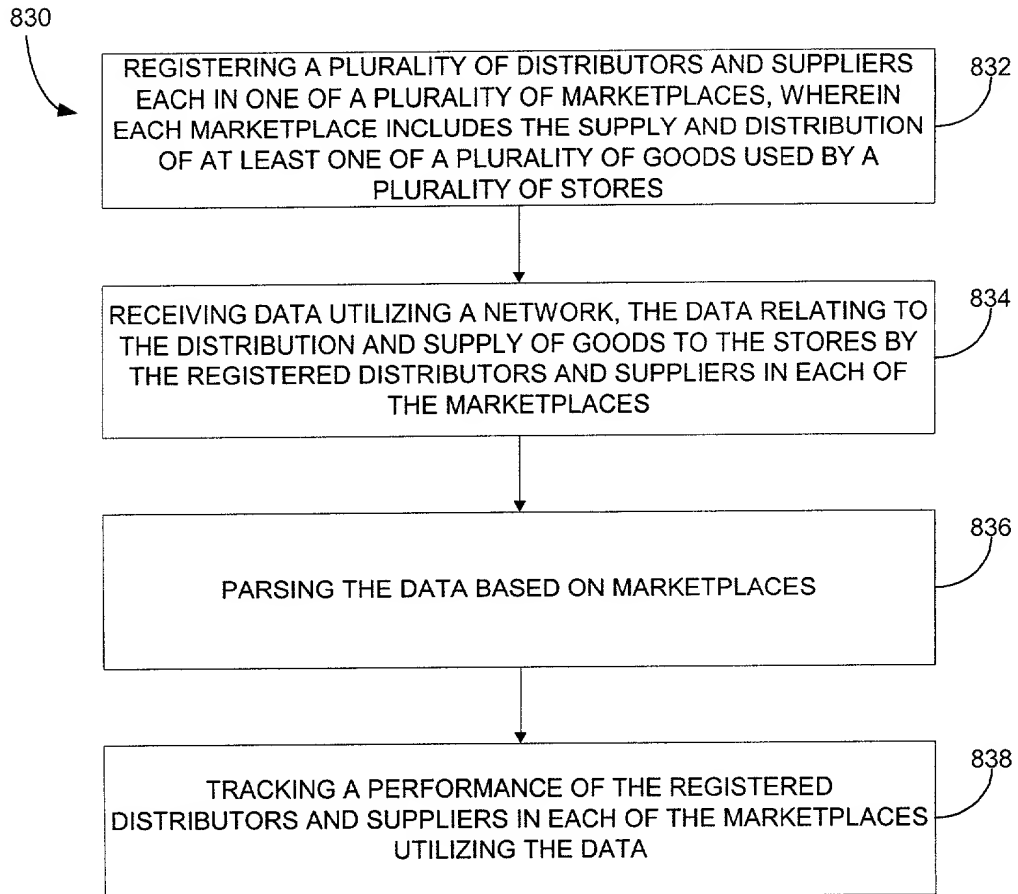 830
REGISTERING A PLURALITY OF DISTRIBUTORS AND SUPPLIERS
EACH IN ONE OF A PLURALITY OF MARKETPLACES, WHEREIN
EACH MARKETPLACE INCLUDES THE SUPPLY AND DISTRIBUTION
OF AT LEAST ONE OF A PLURALITY OF GOODS USED BY A
PLURALITY OF STORES
832
RECEIVING DATA UTILIZING A NETWORK, THE DATA RELATING TO
THE DISTRIBUTION AND SUPPLY OF GOODS TO THE STORES BY
THE REGISTERED DISTRIBUTORS AND SUPPLIERS IN EACH OF
THE MARKETPLACES
834
PARSING THE DATA BASED ON MARKETPLACES
836
TRACKING A PERFORMANCE OF THE REGISTERED
DISTRIBUTORS AND SUPPLIERS IN EACH OF THE MARKETPLACES
UTILIZING THE DATA
838